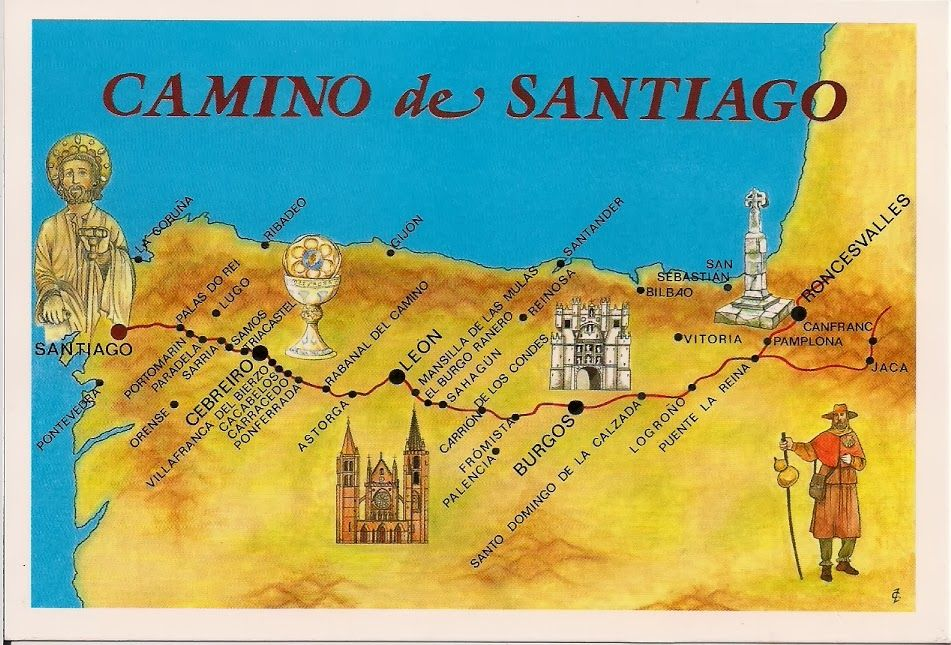 CAMINO de SANTIAGO
LA CORUÑA
RIBADEO
GIJON
SANTANDER
SAN
SEBASTIAN
BILBAO
RONCESVALLES
SANTIAGO
PALAS DO REI
LUGO
PORTOMARIN
PARADELA
SARRIA
SAMOS
TRIACASTELA
CEBREIRO
VILLAFRANCA DEL BIERZO
CACABELOS
CARRACEDO
PONFERRADA
RABANAL DEL CAMINO
ASTORGA
LEÓN
MANSILLA DE LAS MULAS
EL BURGO RANERO
REINOSA
SAHAGÚN
CARRIÓN DE LOS CONDES
FRÓMISTA
PALENCIA
BURGOS
SANTO DOMINGO DE LA CALZADA
LOGROÑO
PUENTE LA REINA
VITORIA
CANFRANC
PAMPLONA
JACA
PONTEVEDRA
ORENSE